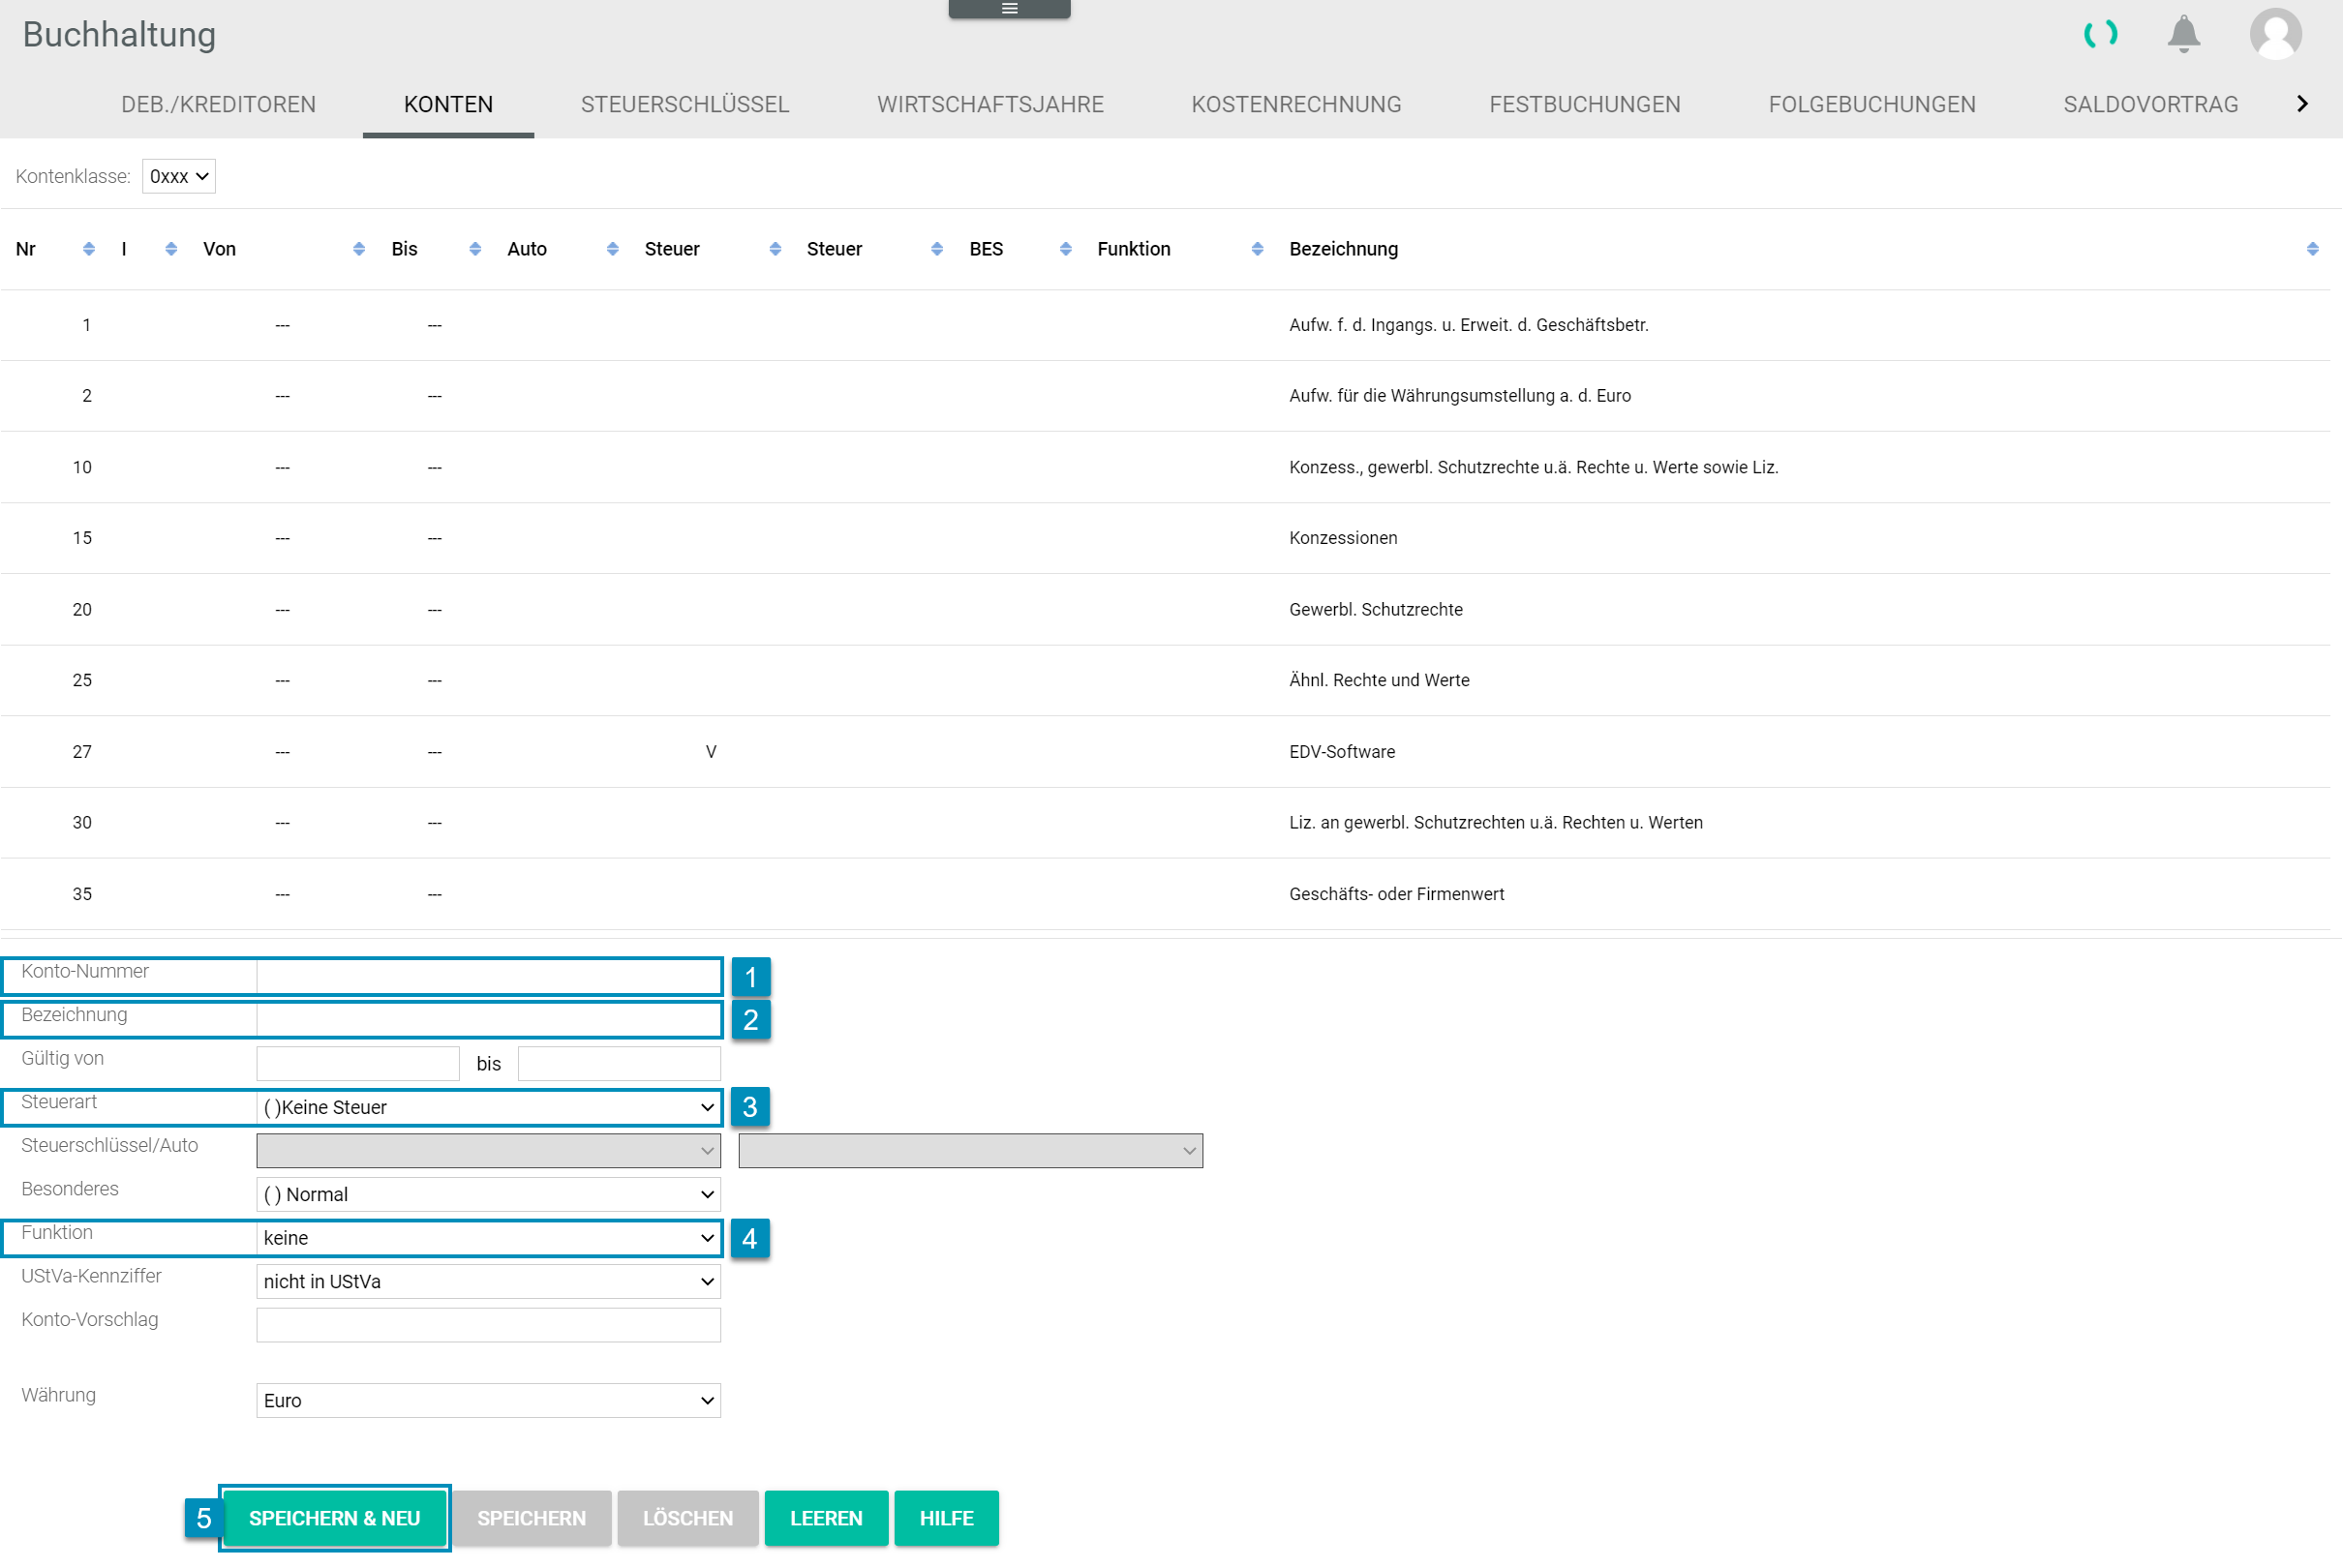 Buchhaltung
DEB./KREDITOREN KONTEN STEUERSCHLÜSSEL WIRTSCHAFTSJAHRE KOSTENRECHNUNG FESTBUCHUNGEN FOLGEBUCHUNGEN SALDOVORTRAG
Kontenklasse: 0xxx
Nr I Von Bis Auto Steuer Steuer BES Funktion Bezeichnung
1 --- --- Aufw. f. d. Ingangs. u. Erweit. d. Geschäftsbetr.
2 --- --- Aufw. für die Währungsumstellung a. d. Euro
10 --- --- Konzess., gewerbl. Schutzrechte u.ä. Rechte u. Werte sowie Liz.
15 --- --- Konzessionen
20 --- --- Gewerbl. Schutzrechte
25 --- --- Ähnl. Rechte und Werte
27 --- --- V EDV-Software
30 --- --- Liz. an gewerbl. Schutzrechten u.ä. Rechten u. Werten
35 --- --- Geschäfts- oder Firmenwert
Konto-Nummer 1
Bezeichnung 2
Gültig von bis
Steuerart ( )Keine Steuer 3
Steuerschlüssel/Auto
Besonderes ( ) Normal
Funktion keine 4
UStVa-Kennziffer nicht in UStVa
Konto-Vorschlag
Währung Euro
5 SPEICHERN & NEU SPEICHERN LÖSCHEN LEEREN HILFE